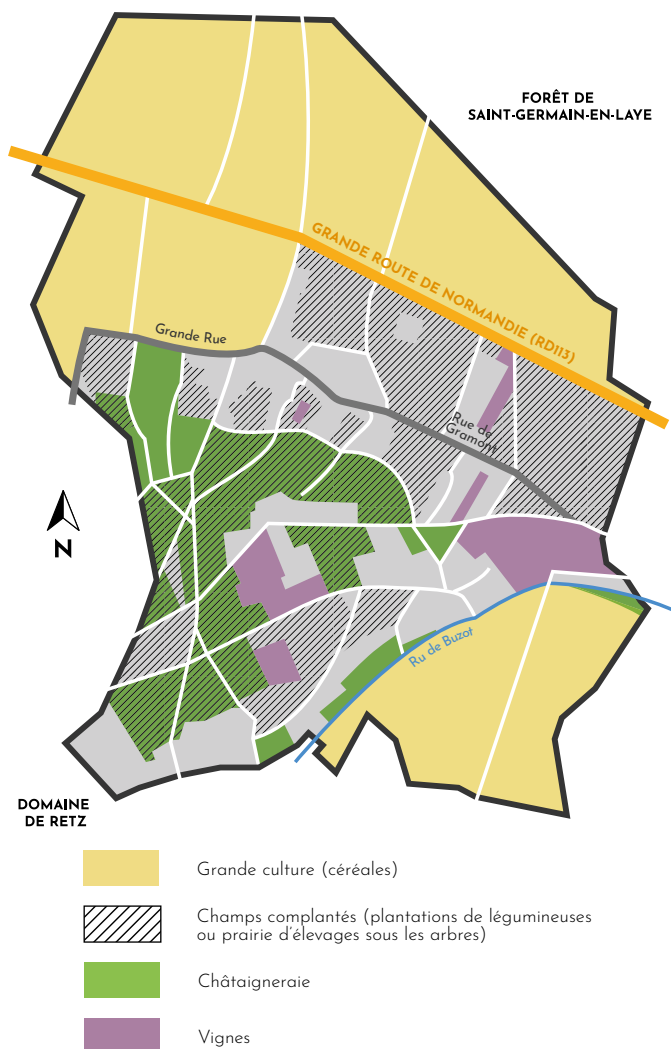 FORÊT DE
SAINT-GERMAIN-EN-LAYE
GRANDE ROUTE DE NORMANDIE (RD113)
Grande Rue
Rue de
Gramont
N
Ru de Buzot
DOMAINE
DE RETZ
Grande culture (céréales)
Champs complantés (plantations de légumineuses
ou prairie d'élevages sous les arbres)
Châtaigneraie
Vignes